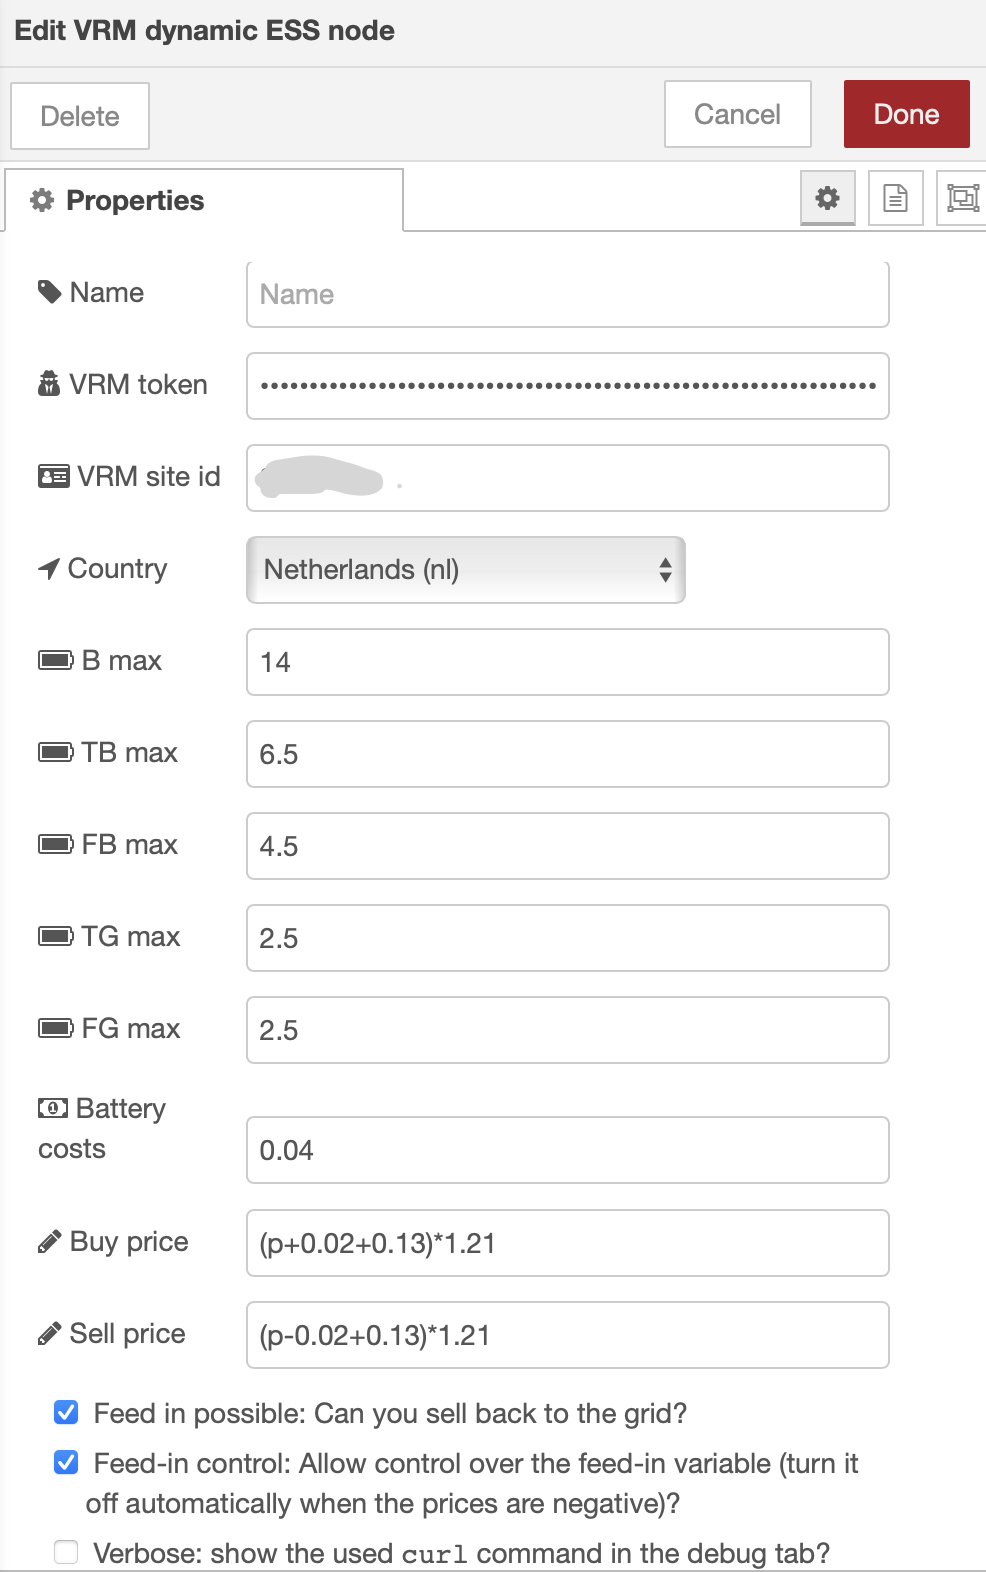 Edit VRM dynamic ESS node
Delete
Cancel
Done
Properties
Name
Name
VRM token
VRM site id
Country
Netherlands (nl)
B max
14
TB max
6.5
FB max
4.5
TG max
2.5
FG max
2.5
Battery
costs
0.04
Buy price
(p+0.02+0.13)*1.21
Sell price
(p-0.02+0.13)*1.21
Feed in possible: Can you sell back to the grid?
Feed-in control: Allow control over the feed-in variable (turn it
off automatically when the prices are negative)?
Verbose: show the used curl command in the debug tab?